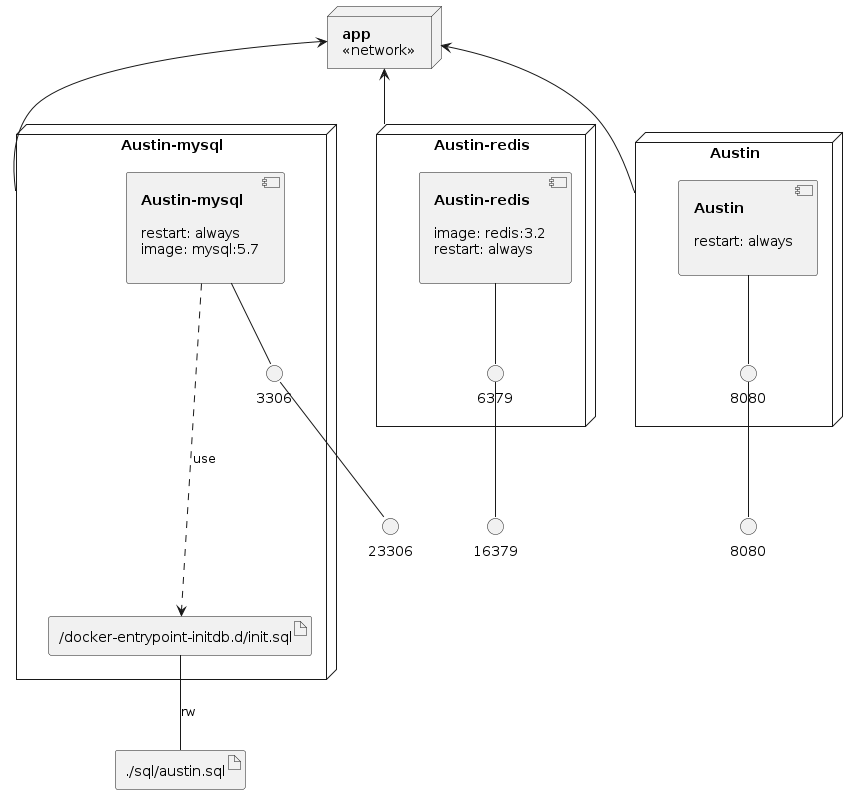 app
«network»
Austin-mysql
Austin-redis
Austin
Austin-mysql
restart: always
image: mysql:5.7
Austin-redis
image: redis:3.2
restart: always
Austin
restart: always
3306
6379
8080
use
23306
16379
8080
/docker-entrypoint-initdb.d/init.sql
rw
./sql/austin.sql